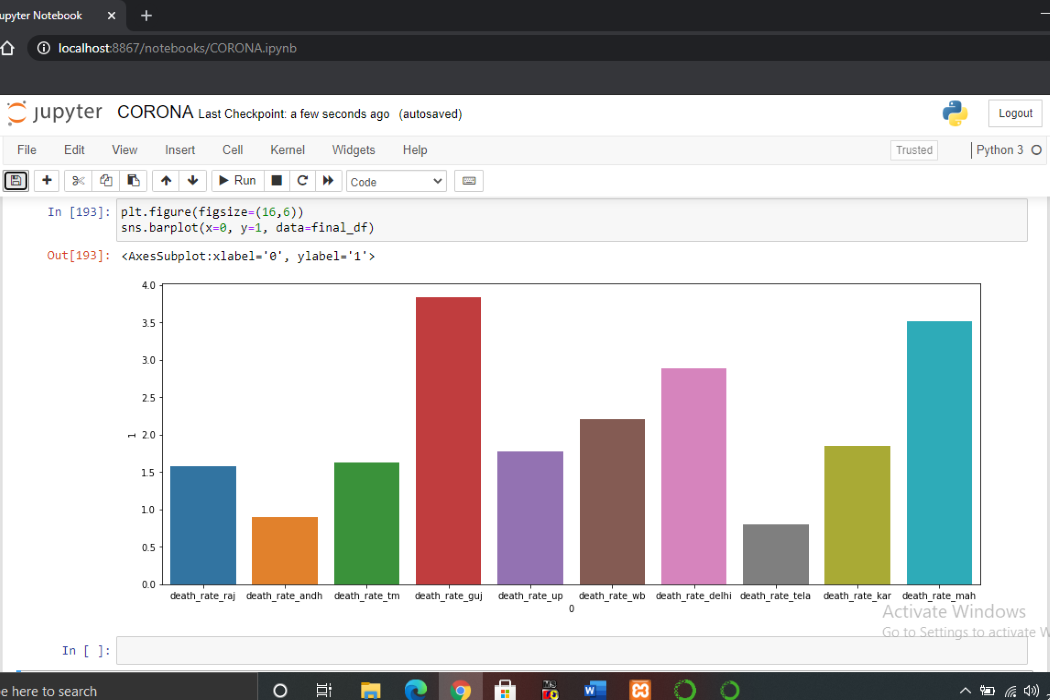 upyter Notebook
localhost:8867/notebooks/CORONA.ipynb
jupyter CORONA Last Checkpoint: a few seconds ago (autosaved) Logout
File Edit View Insert Cell Kernel Widgets Help Trusted Python 3
Run Code
In [193]: plt.figure(figsize=(16,6))
sns.barplot(x=0, y=1, data=final_df)
Out[193]: <AxesSubplot:xlabel='0', ylabel='1'>
4.0
3.5
3.0
2.5
2.0
1
1.5
1.0
0.5
0.0
death_rate_raj death_rate_andh death_rate_tm death_rate_guj death_rate_up death_rate_wb death_rate_delhi death_rate_tela death_rate_kar death_rate_mah
0
Activate Windows
Go to Settings to activate W
In [ ]:
e here to search